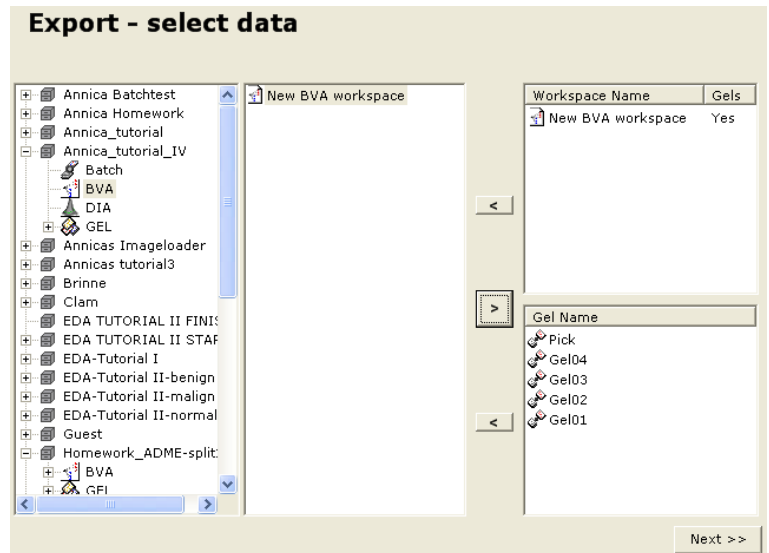 Export - select data
Annica Batchtest
Annica Homework
Annica_tutorial
Annica_tutorial_IV
Batch
BVA
DIA
GEL
Annicas Imageloader
Annicas tutorial3
Brinne
Clam
EDA TUTORIAL II FINIS
EDA TUTORIAL II STAR
EDA-Tutorial I
EDA-Tutorial II-benign
EDA-Tutorial II-malign
EDA-Tutorial II-normal
Guest
Homework_ADME-split
BVA
GEL
New BVA workspace
<
>
<
Workspace Name Gels
New BVA workspace Yes
Gel Name
Pick
Gel04
Gel03
Gel02
Gel01
Next >>